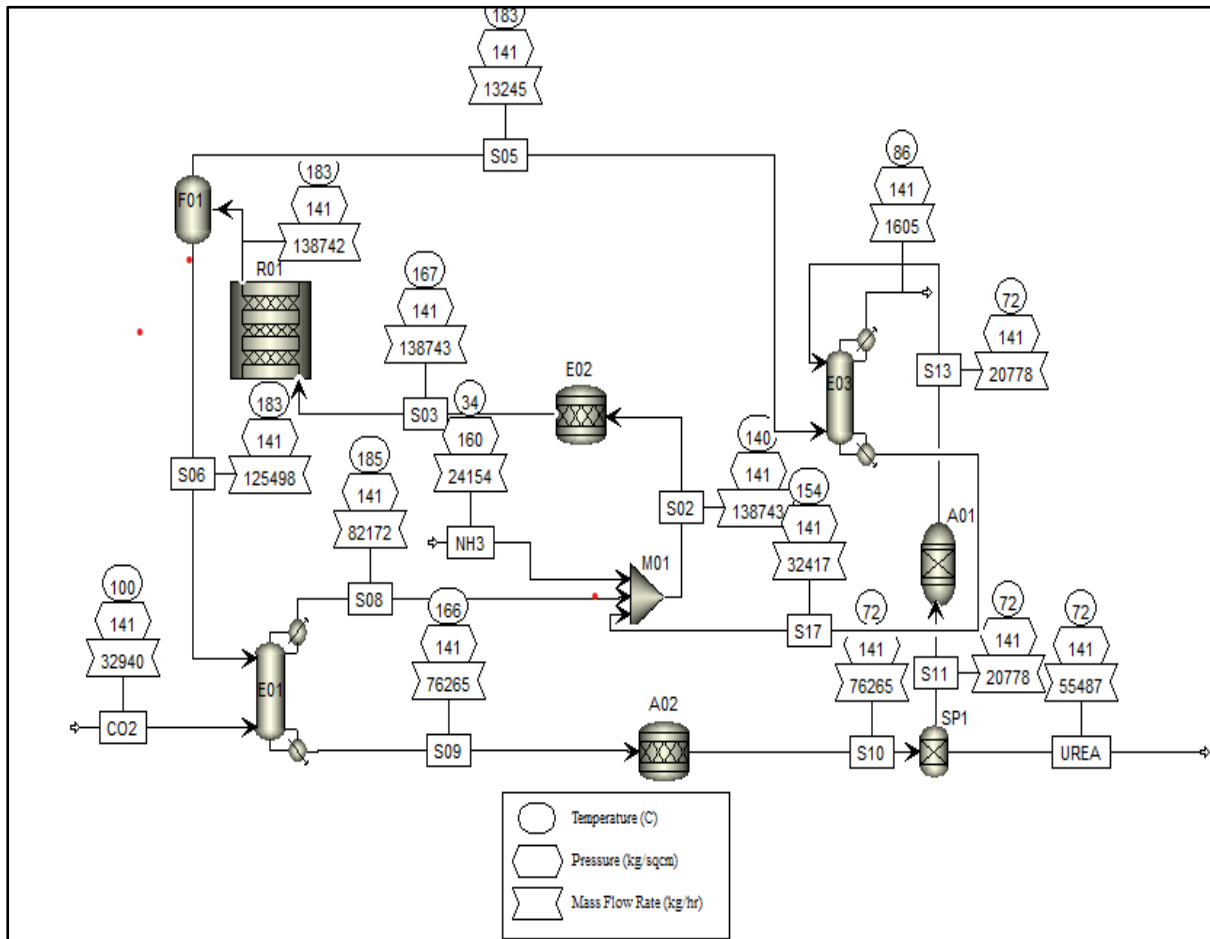 183
141
13245
S05
F01
183
141
138742
R01
86
141
1605
167
141
138743
72
141
20778
S13
E02
E03
S03
34
160
24154
183
141
125498
S06
185
141
82172
140
141
138743
S02
154
141
32417
A01
NH3
M01
100
141
32940
S08
166
141
76265
S17
72
141
76265
72
141
20778
72
141
55487
S11
E01
CO2
A02
SP1
S09
S10
UREA
Temperature (C)
Pressure (kg/sqcm)
Mass Flow Rate (kg/hr)